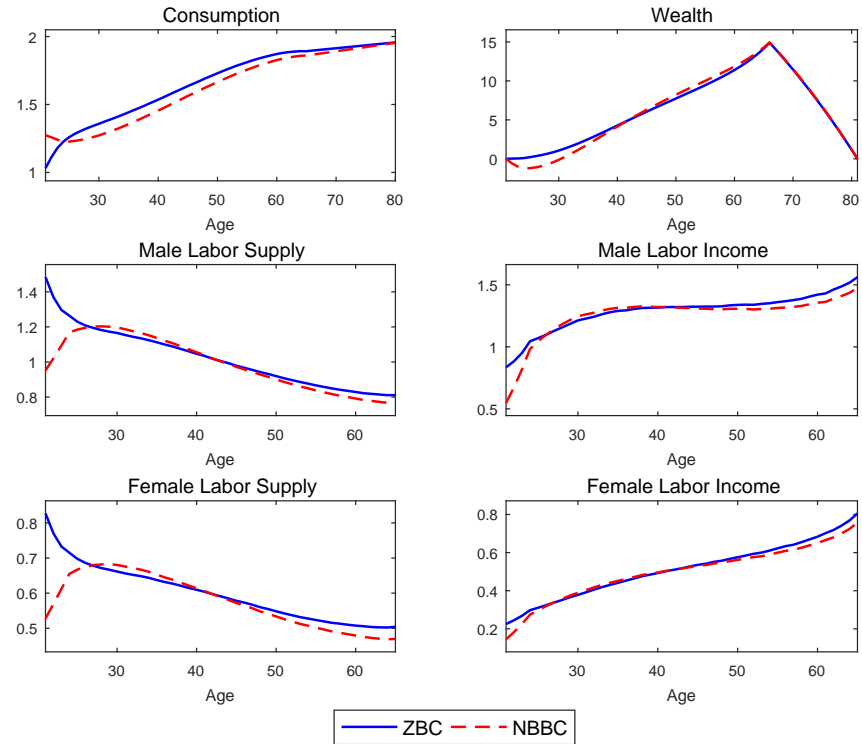 Consumption
2
1.5
1
30 40 50 60 70 80
Age
Wealth
15
10
5
0
30 40 50 60 70 80
Age
Male Labor Supply
1.4
1.2
1
0.8
30 40 50 60
Age
Male Labor Income
1.5
1
0.5
30 40 50 60
Age
Female Labor Supply
0.8
0.7
0.6
0.5
30 40 50 60
Age
Female Labor Income
0.8
0.6
0.4
0.2
30 40 50 60
Age
ZBC NBBC